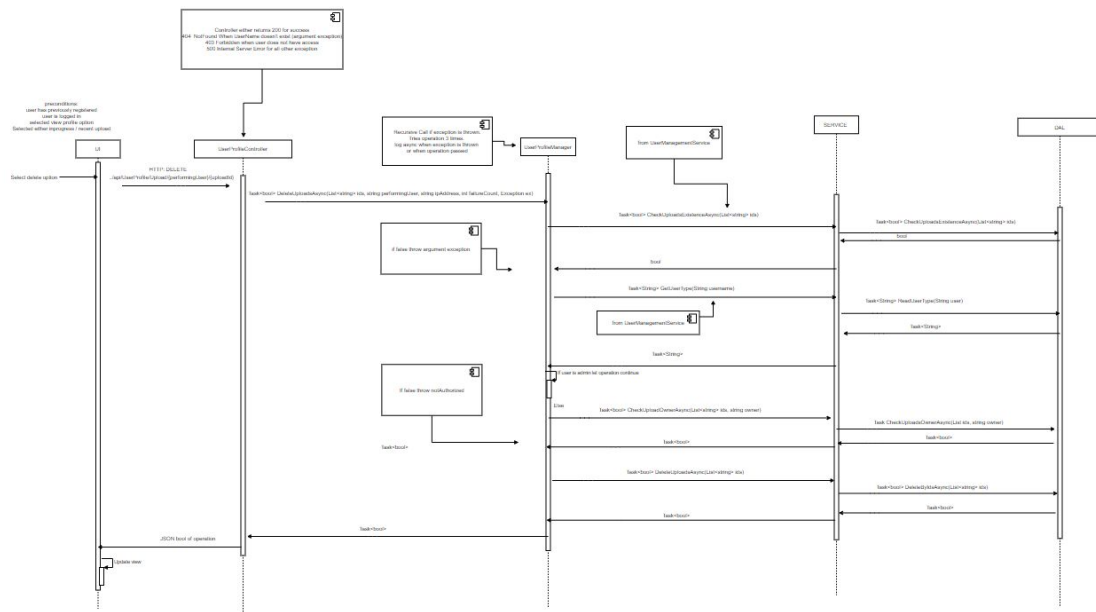 Controller either returns 200 for success
404 NotFound When UserName doesn't exist (argument exception)
403 Forbidden when user does not have access
500 Internal Server Error for all other exception
preconditions:
user has previously registered
user is logged in
selected view profile option
Selected either inprogress / recent upload
Recursive Call if exception is thrown.
Tries operation 3 times.
log async when exception is thrown
or when operation passed
from UserManagementService
SERVICE
DAL
UI
UserProfileController
UserProfileManager
Select delete option
HTTP: DELETE
./api/UserProfile/Upload/{performingUser}/{uploadId}
Task<bool> DeleteUploadsAsync(List<string> ids, string performingUser, string ipAddress, int failureCount, Exception ex)
Task<bool> CheckUploadsExistenceAsync(List<string> ids)
Task<bool> CheckUploadsExistenceAsync(List<string> ids)
bool
if false throw argument exception
bool
Task<String> GetUserType(String username)
Task<String> ReadUserType(String user)
from UserManagementService
Task<String>
Task<String>
If user is admin let operation continue
If false throw notAuthorized
Else
Task<bool> CheckUploadOwnerAsync(List<string> ids, string owner)
Task CheckUploadsOwnerAsync(List ids, string owner)
Task<bool>
Task<bool>
Task<bool>
Task<bool> DeleteUploadsAsync(List<string> ids)
Task<bool> DeleteByIdsAsync(List<string> ids)
Task<bool>
Task<bool>
Task<bool>
JSON bool of operation
Update view